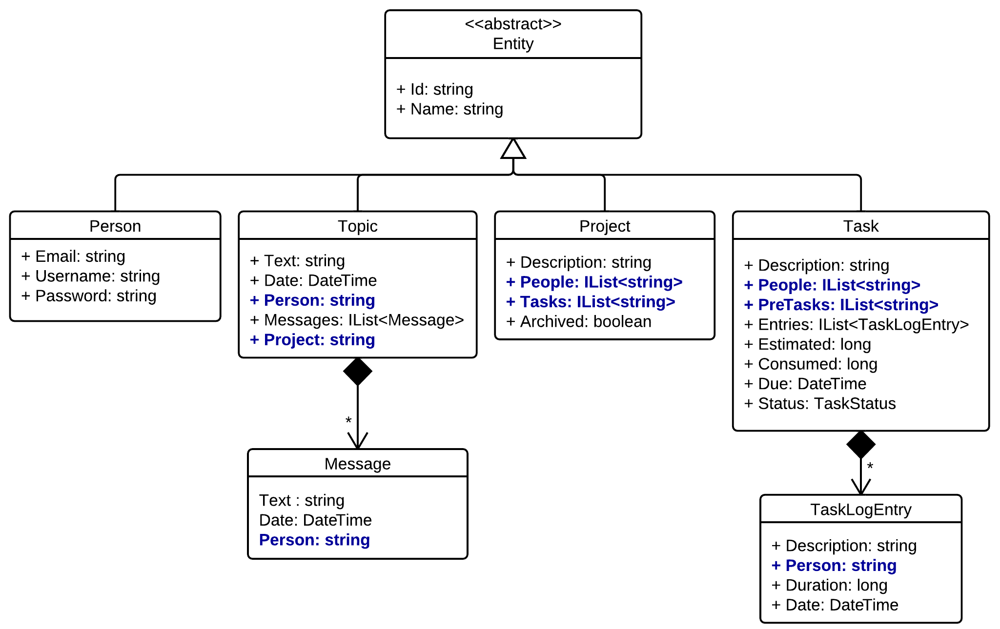 <<abstract>>
Entity
+ Id: string
+ Name: string
Person
+ Email: string
+ Username: string
+ Password: string
Topic
+ Text: string
+ Date: DateTime
+ Person: string
+ Messages: IList<Message>
+ Project: string
Project
+ Description: string
+ People: IList<string>
+ Tasks: IList<string>
+ Archived: boolean
Task
+ Description: string
+ People: IList<string>
+ PreTasks: IList<string>
+ Entries: IList<TaskLogEntry>
+ Estimated: long
+ Consumed: long
+ Due: DateTime
+ Status: TaskStatus
*
Message
Text : string
Date: DateTime
Person: string
*
TaskLogEntry
+ Description: string
+ Person: string
+ Duration: long
+ Date: DateTime